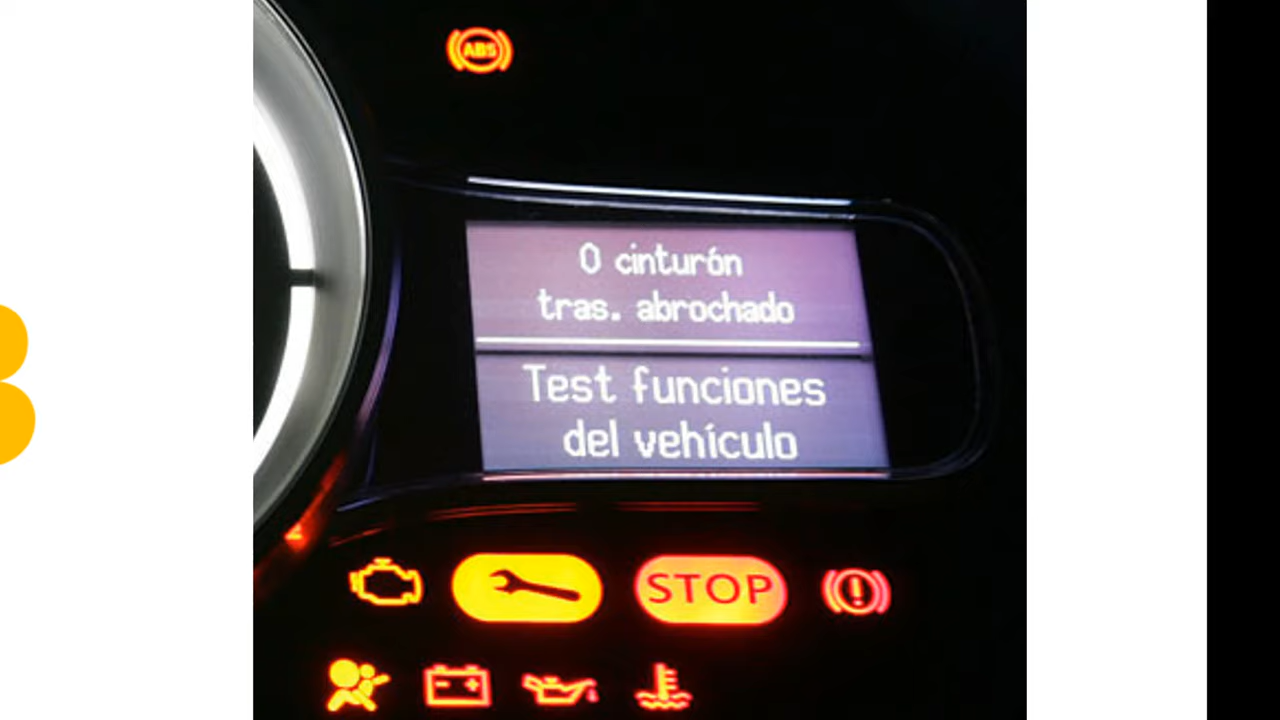 ABS
0 cinturón
tras. abrochado
Test funciones
del vehículo
STOP